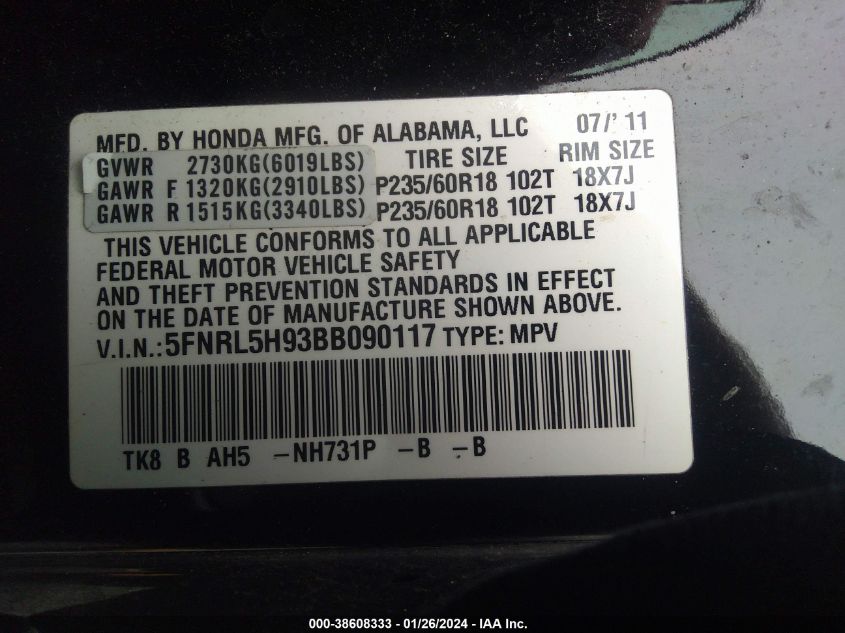 MFD. BY HONDA MFG. OF ALABAMA, LLC 07/'11
GVWR 2730KG(6019LBS) TIRE SIZE RIM SIZE
GAWR F 1320KG(2910LBS) P235/60R18 102T 18X7J
GAWR R 1515KG(3340LBS) P235/60R18 102T 18X7J
THIS VEHICLE CONFORMS TO ALL APPLICABLE
FEDERAL MOTOR VEHICLE SAFETY
AND THEFT PREVENTION STANDARDS IN EFFECT
ON THE DATE OF MANUFACTURE SHOWN ABOVE.
V.I.N.:5FNRL5H93BB090117 TYPE: MPV
TK8 B AH5 -NH731P -B -B
000-38608333 / 01/26/2024 - IAA Inc.